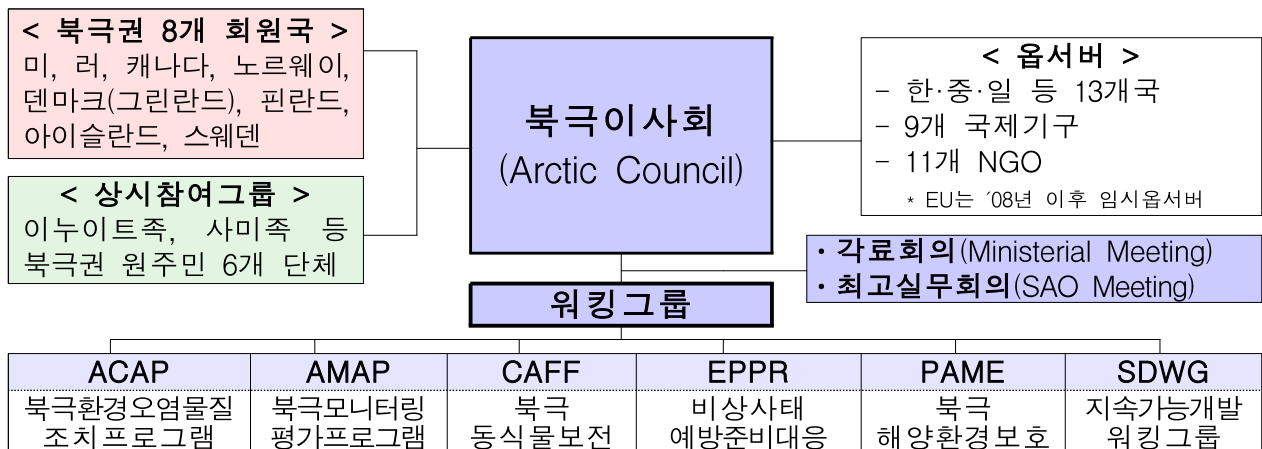 < 북극권 8개 회원국 >
미, 러, 캐나다, 노르웨이,
덴마크(그린란드), 핀란드,
아이슬란드, 스웨덴
< 상시참여그룹 >
이누이트족, 사미족 등
북극권 원주민 6개 단체
북극이사회
(Arctic Council)
< 옵서버 >
- 한·중·일 등 13개국
- 9개 국제기구
- 11개 NGO
* EU는 ´08년 이후 임시옵서버
· 각료회의(Ministerial Meeting)
· 최고실무회의(SAO Meeting)
워킹그룹
ACAP
북극환경오염물질
조치프로그램
AMAP
북극모니터링
평가프로그램
CAFF
북극
동식물보전
EPPR
비상사태
예방준비대응
PAME
북극
해양환경보호
SDWG
지속가능개발
워킹그룹